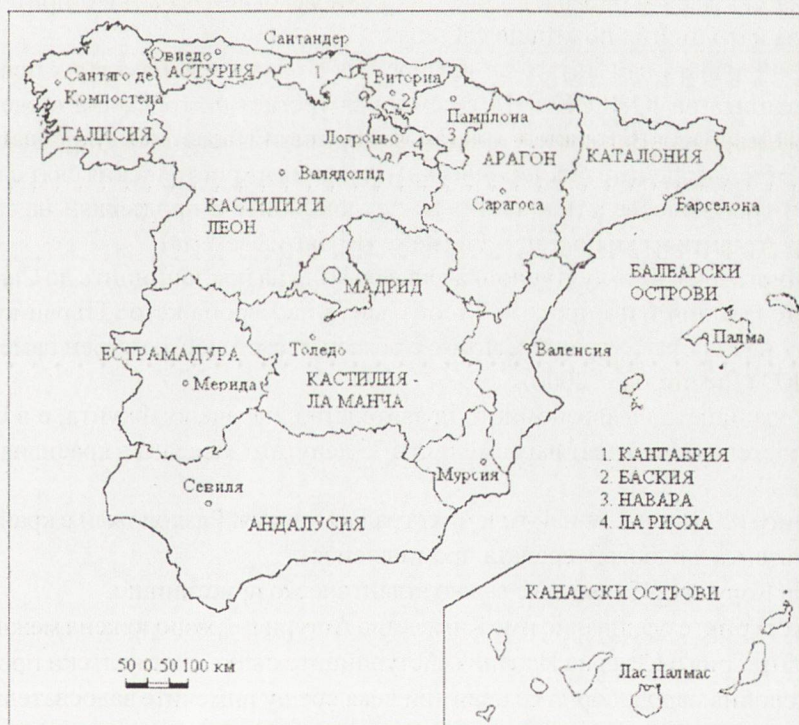 Сантандер
Овиедо
АСТУРИЯ
1
Витория
Сантяго де
Компостела
2
Памплона
ГАЛИСИЯ
Логроньо
3
4
АРАГОН
КАТАЛОНИЯ
Валядолид
Сарагоса
КАСТИЛИЯ И
ЛЕОН
Барселона
МАДРИД
БАЛЕАРСКИ
ОСТРОВИ
Палма
ЕСТРАМАДУРА
Толедо
Валенсия
Мерида
КАСТИЛИЯ -
ЛА МАНЧА
1. КАНТАБРИЯ
2. БАСКИЯ
3. НАВАРА
4. ЛА РИОХА
Мурсия
Севиля
АНДАЛУСИЯ
КАНАРСКИ ОСТРОВИ
50 0 50 100 км
Лас Палмас